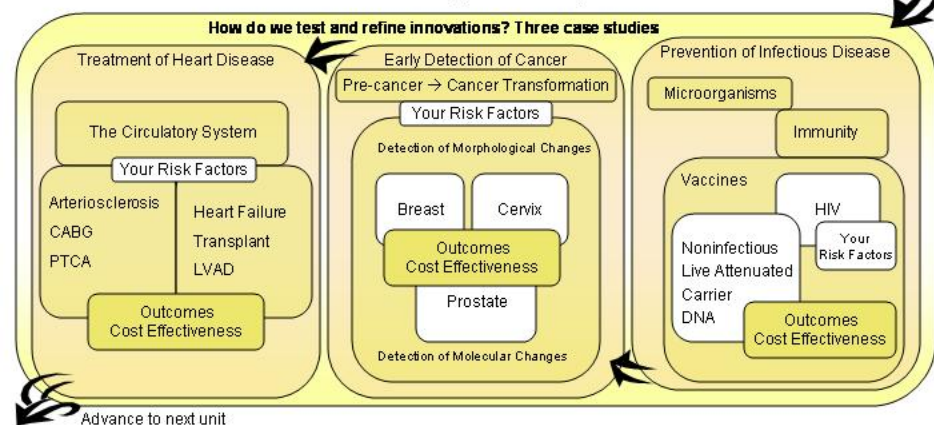 How do we test and refine innovations? Three case studies
Treatment of Heart Disease
The Circulatory System
Your Risk Factors
Arteriosclerosis
CABG
PTCA
Heart Failure
Transplant
LVAD
Outcomes
Cost Effectiveness
Early Detection of Cancer
Pre-cancer → Cancer Transformation
Your Risk Factors
Detection of Morphological Changes
Breast
Cervix
Outcomes
Cost Effectiveness
Prostate
Detection of Molecular Changes
Prevention of Infectious Disease
Microorganisms
Immunity
Vaccines
HIV
Your
Risk Factors
Noninfectious
Live Attenuated
Carrier
DNA
Outcomes
Cost Effectiveness
Advance to next unit